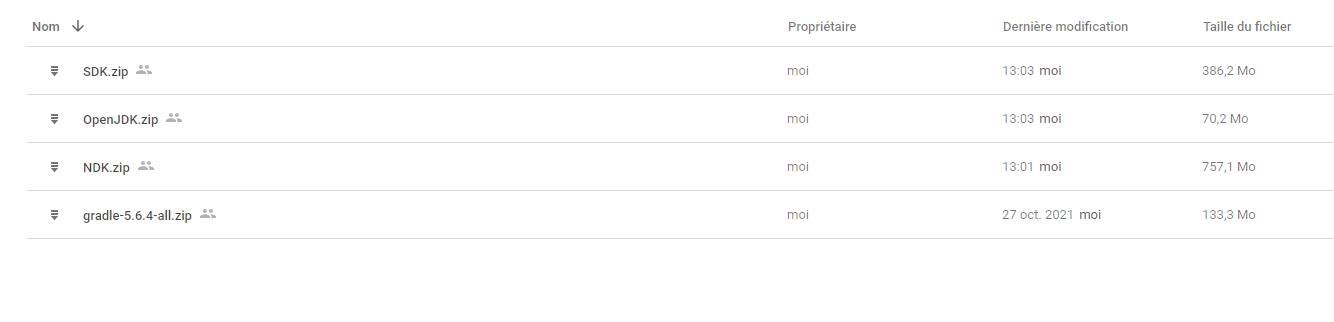 Nom Propriétaire Dernière modification Taille du fichier
SDK.zip moi 13:03 moi 386,2 Mo
OpenJDK.zip moi 13:03 moi 70,2 Mo
NDK.zip moi 13:01 moi 757,1 Mo
gradle-5.6.4-all.zip moi 27 oct. 2021 moi 133,3 Mo